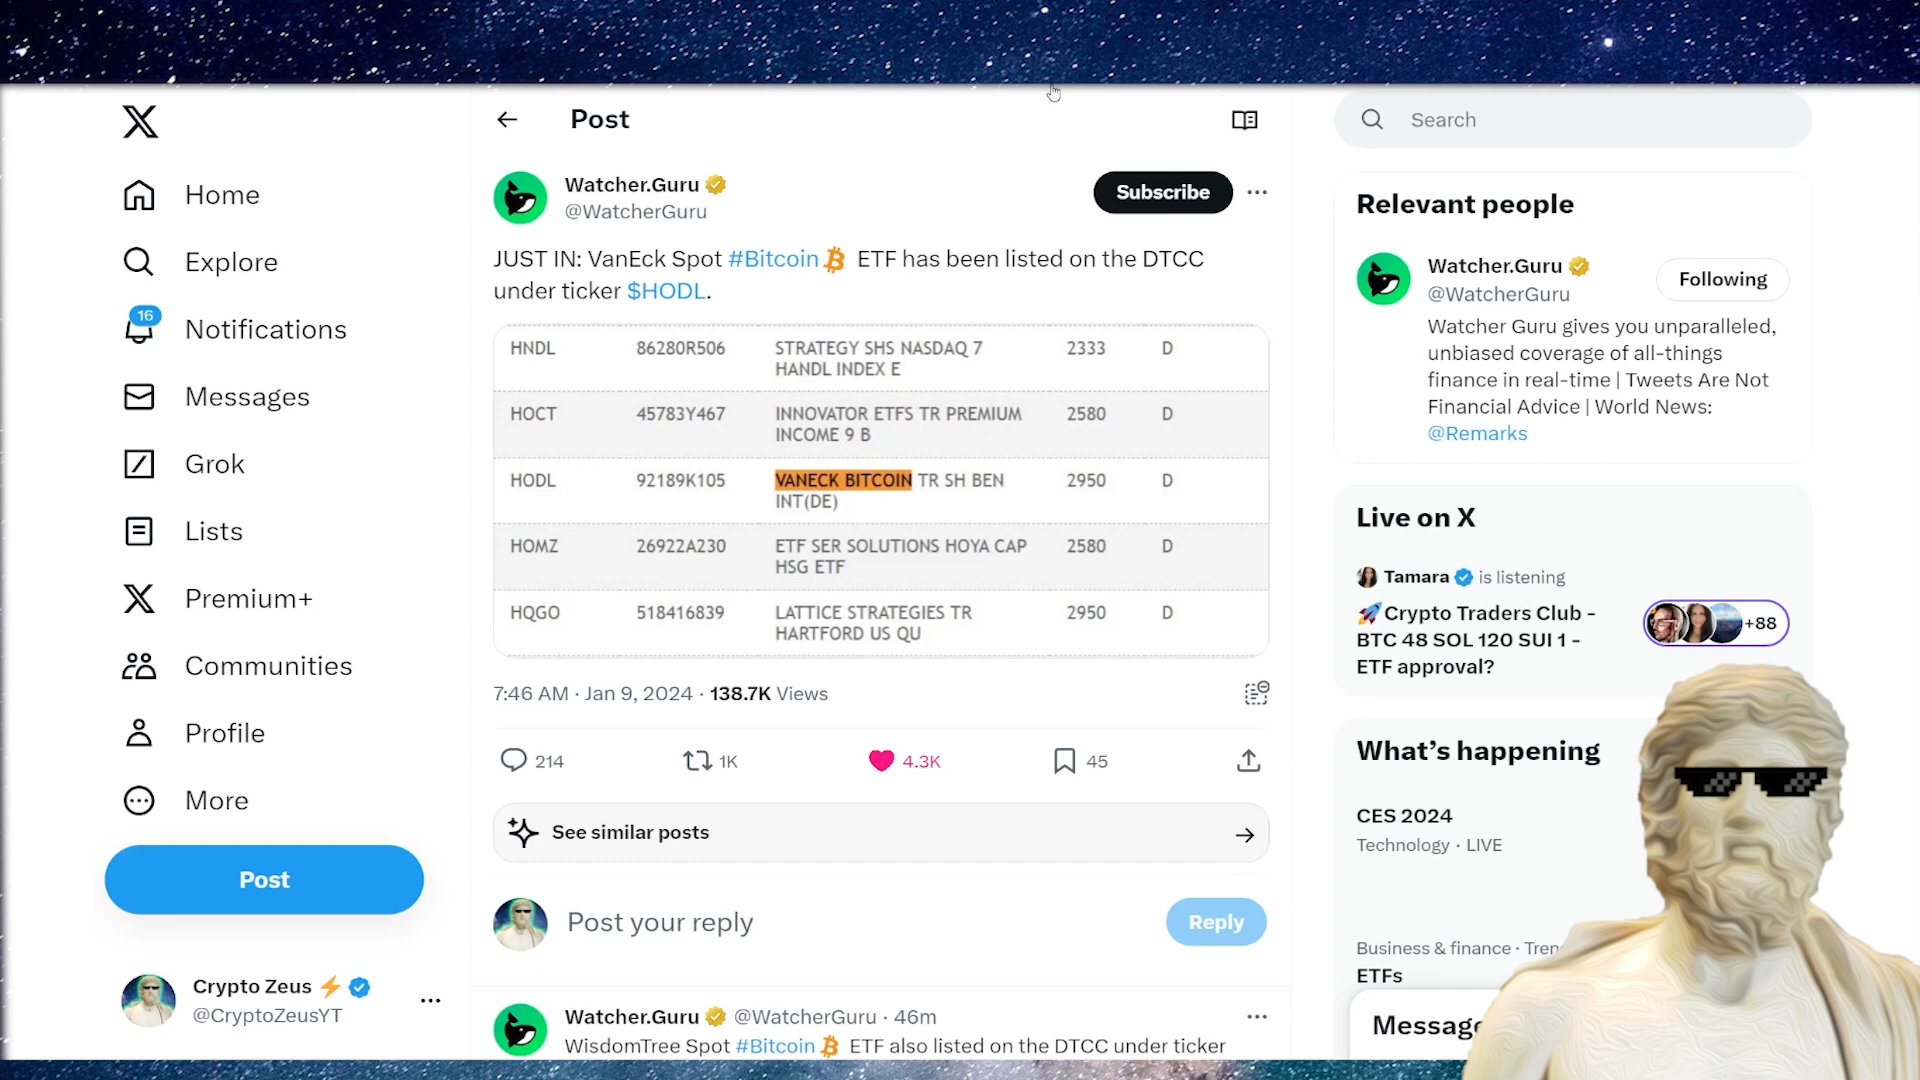 Home
Explore
16
Notifications
Messages
Grok
Lists
Premium+
Communities
Profile
More
Post
Crypto Zeus
@CryptoZeusYT
Post
Watcher.Guru
@WatcherGuru
Subscribe
JUST IN: VanEck Spot #Bitcoin ETF has been listed on the DTCC
under ticker $HODL.
HNDL 86280R506 STRATEGY SHS NASDAQ 7 2333 D
HANDL INDEX E
HOCT 45783Y467 INNOVATOR ETFS TR PREMIUM 2580 D
INCOME 9 B
HODL 92189K105 VANECK BITCOIN TR SH BEN 2950 D
INT(DE)
HOMZ 26922A230 ETF SER SOLUTIONS HOYA CAP 2580 D
HSG ETF
HQGO 518416839 LATTICE STRATEGIES TR 2950 D
HARTFORD US QU
7:46 AM · Jan 9, 2024 · 138.7K Views
214 1K 4.3K 45
See similar posts
Post your reply
Reply
Watcher.Guru @WatcherGuru · 46m
WisdomTree Spot #Bitcoin ETF also listed on the DTCC under ticker
Search
Relevant people
Watcher.Guru
@WatcherGuru
Following
Watcher Guru gives you unparalleled,
unbiased coverage of all-things
finance in real-time | Tweets Are Not
Financial Advice | World News:
@Remarks
Live on X
Tamara is listening
Crypto Traders Club -
BTC 48 SOL 120 SUI 1 -
ETF approval?
+88
What's happening
CES 2024
Technology · LIVE
Business & finance ·
ETFs